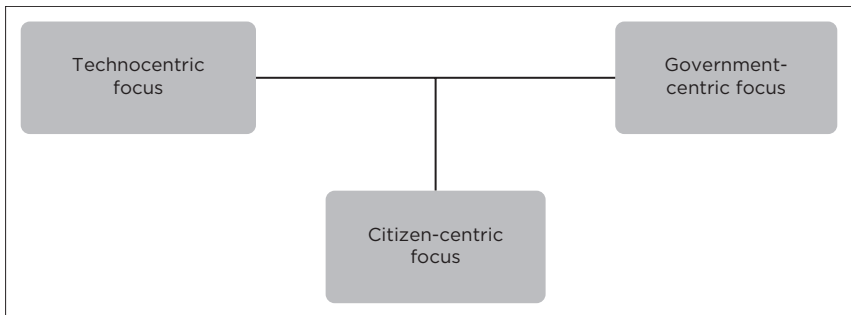 Technocentric
focus
Government-
centric focus
Citizen-centric
focus